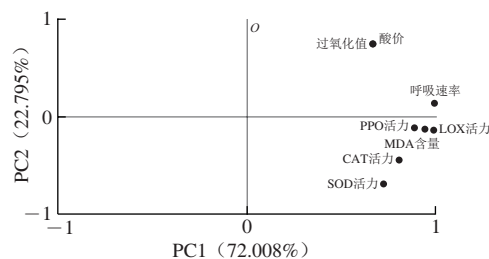 1
O
过氧化值 酸价
呼吸速率
0
PPO活力 LOX活力
MDA含量
CAT活力
SOD活力
−1
−1 0 1
PC2（22.795%）
PC1（72.008%）